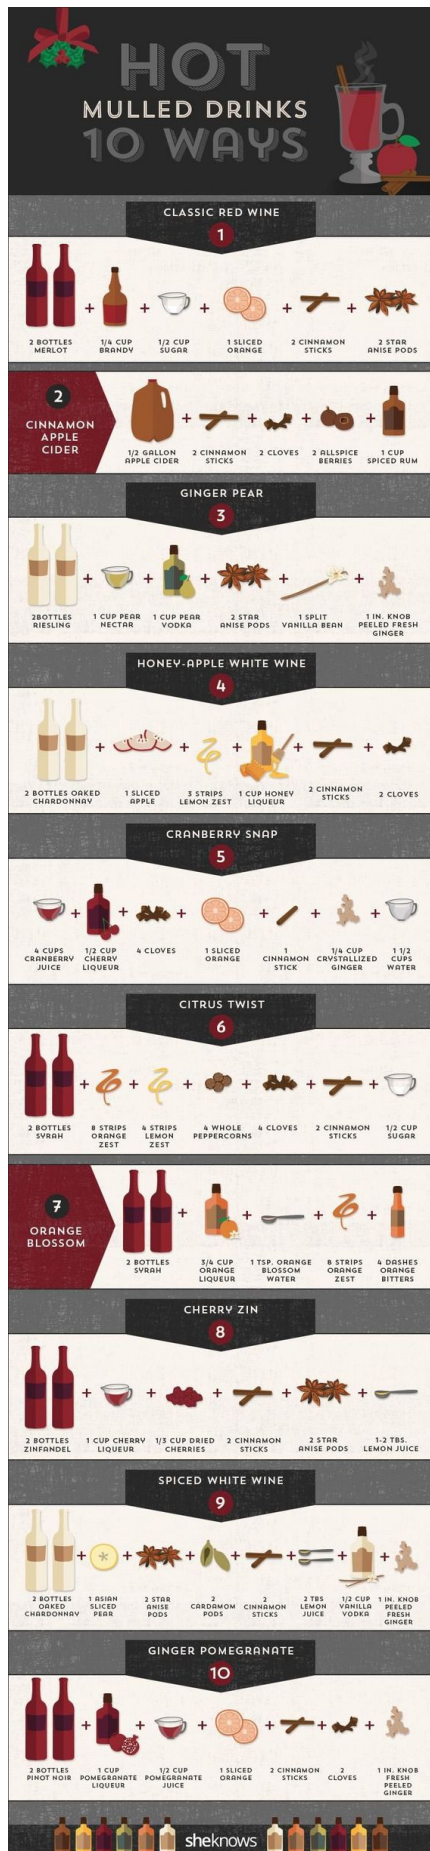 HOT
MULLED DRINKS
10 WAYS
CLASSIC RED WINE
1
2 BOTTLES
MERLOT
1/4 CUP
BRANDY
1/2 CUP
SUGAR
1 SLICED
ORANGE
2 CINNAMON
STICKS
2 STAR
ANISE PODS
2
CINNAMON
APPLE
CIDER
1/2 GALLON
APPLE CIDER
2 CINNAMON
STICKS
2 CLOVES
2 ALLSPICE
BERRIES
1 CUP
SPICED RUM
GINGER PEAR
3
2BOTTLES
RIESLING
1 CUP PEAR
NECTAR
1 CUP PEAR
VODKA
2 STAR
ANISE PODS
1 SPLIT
VANILLA BEAN
1 IN. KNOB
PEELED FRESH
GINGER
HONEY-APPLE WHITE WINE
4
2 BOTTLES OAKED
CHARDONNAY
1 SLICED
APPLE
3 STRIPS
LEMON ZEST
1 CUP HONEY
LIQUEUR
2 CINNAMON
STICKS
2 CLOVES
CRANBERRY SNAP
5
4 CUPS
CRANBERRY
JUICE
1/2 CUP
CHERRY
LIQUEUR
4 CLOVES
1 SLICED
ORANGE
1
CINNAMON
STICK
1/4 CUP
CRYSTALLIZED
GINGER
1 1/2
CUPS
WATER
CITRUS TWIST
6
2 BOTTLES
SYRAH
8 STRIPS
ORANGE
ZEST
4 STRIPS
LEMON
ZEST
4 WHOLE
PEPPERCORNS
4 CLOVES
2 CINNAMON
STICKS
1/2 CUP
SUGAR
7
ORANGE
BLOSSOM
2 BOTTLES
SYRAH
3/4 CUP
ORANGE
LIQUEUR
1 TSP. ORANGE
BLOSSOM
WATER
8 STRIPS
ORANGE
ZEST
4 DASHES
ORANGE
BITTERS
CHERRY ZIN
8
2 BOTTLES
ZINFANDEL
1 CUP CHERRY
LIQUEUR
1/3 CUP DRIED
CHERRIES
2 CINNAMON
STICKS
2 STAR
ANISE PODS
1-2 TBS.
LEMON JUICE
SPICED WHITE WINE
9
2 BOTTLES
OAKED
CHARDONNAY
1 ASIAN
SLICED
PEAR
2 STAR
ANISE
PODS
2
CARDAMOM
PODS
2
CINNAMON
STICKS
2 TBS
LEMON
JUICE
1/2 CUP
VANILLA
VODKA
1 IN. KNOB
PEELED
FRESH
GINGER
GINGER POMEGRANATE
10
2 BOTTLES
PINOT NOIR
1 CUP
POMEGRANATE
LIQUEUR
1/2 CUP
POMEGRANATE
JUICE
1 SLICED
ORANGE
2 CINNAMON
STICKS
2
CLOVES
1 IN. KNOB
FRESH
PEELED
GINGER
sheknows